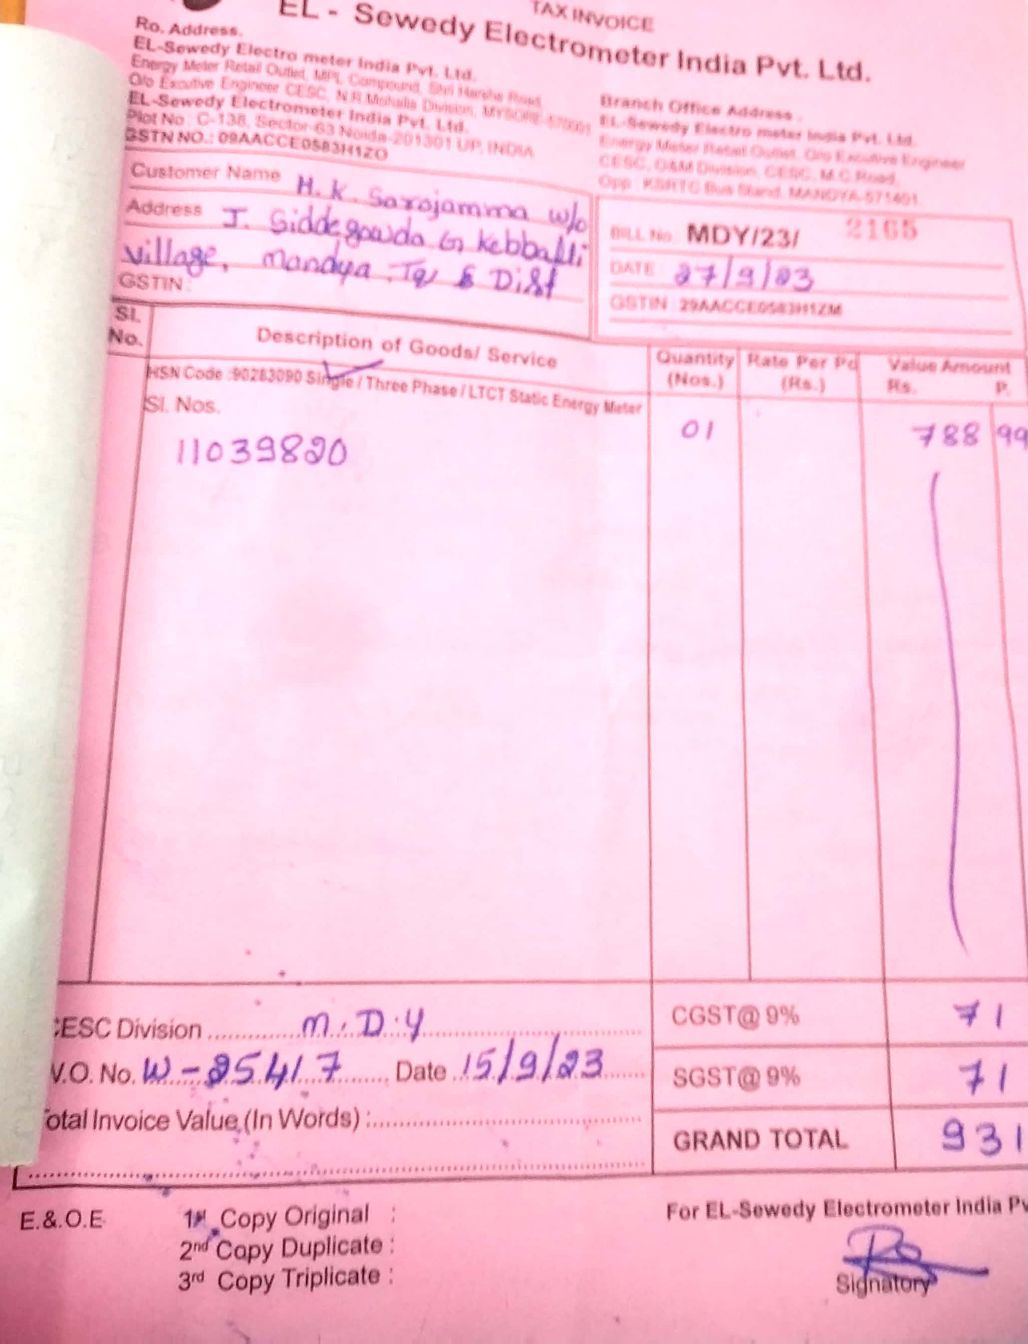 TAX INVOICE
EL - Sewedy Electrometer India Pvt. Ltd.
Ro. Address.
EL-Sewedy Electro meter India Pvt. Ltd.
Energy Meter Retail Outlet, MPL Compound, Shri Harsha Road,
O/o Excutive Engineer CESC, N.R Mohalla Division, MYSORE-570001
EL-Sewedy Electrometer India Pvt. Ltd.
Plot No : C-138, Sector-63 Noida-201301 UP, INDIA
GSTN NO.: 09AACCE0583H1ZO
Branch Office Address .
EL-Sewedy Electro meter India Pvt. Ltd.
Energy Meter Retail Outlet. O/o Excutive Engineer
CESC, O&M Division, CESC, M.C Road,
Opp : KSRTC Bus Stand, MANDYA-571401.
Customer Name H. K. Sarojamma w/o
Address J. Siddegowda G Kebballi
village, Mandya Tq & Dist
GSTIN :
BILL No. MDY/23/ 2165
DATE : 27/9/23
GSTIN : 29AACCE0583H1ZM
Sl. No. Description of Goods/ Service Quantity (Nos.) Rate Per Pc (Rs.) Value Amount Rs. P.
HSN Code :90283090 Single / Three Phase / LTCT Static Energy Meter
Sl. Nos.
11039820 01 788 99
CESC Division M. D. Y CGST@ 9% 71
W.O. No. W-25417 Date 15/9/23 SGST@ 9% 71
Total Invoice Value (In Words) : GRAND TOTAL 931
E.&.O.E 1st Copy Original :
2nd Copy Duplicate :
3rd Copy Triplicate :
For EL-Sewedy Electrometer India Pv
Signatory